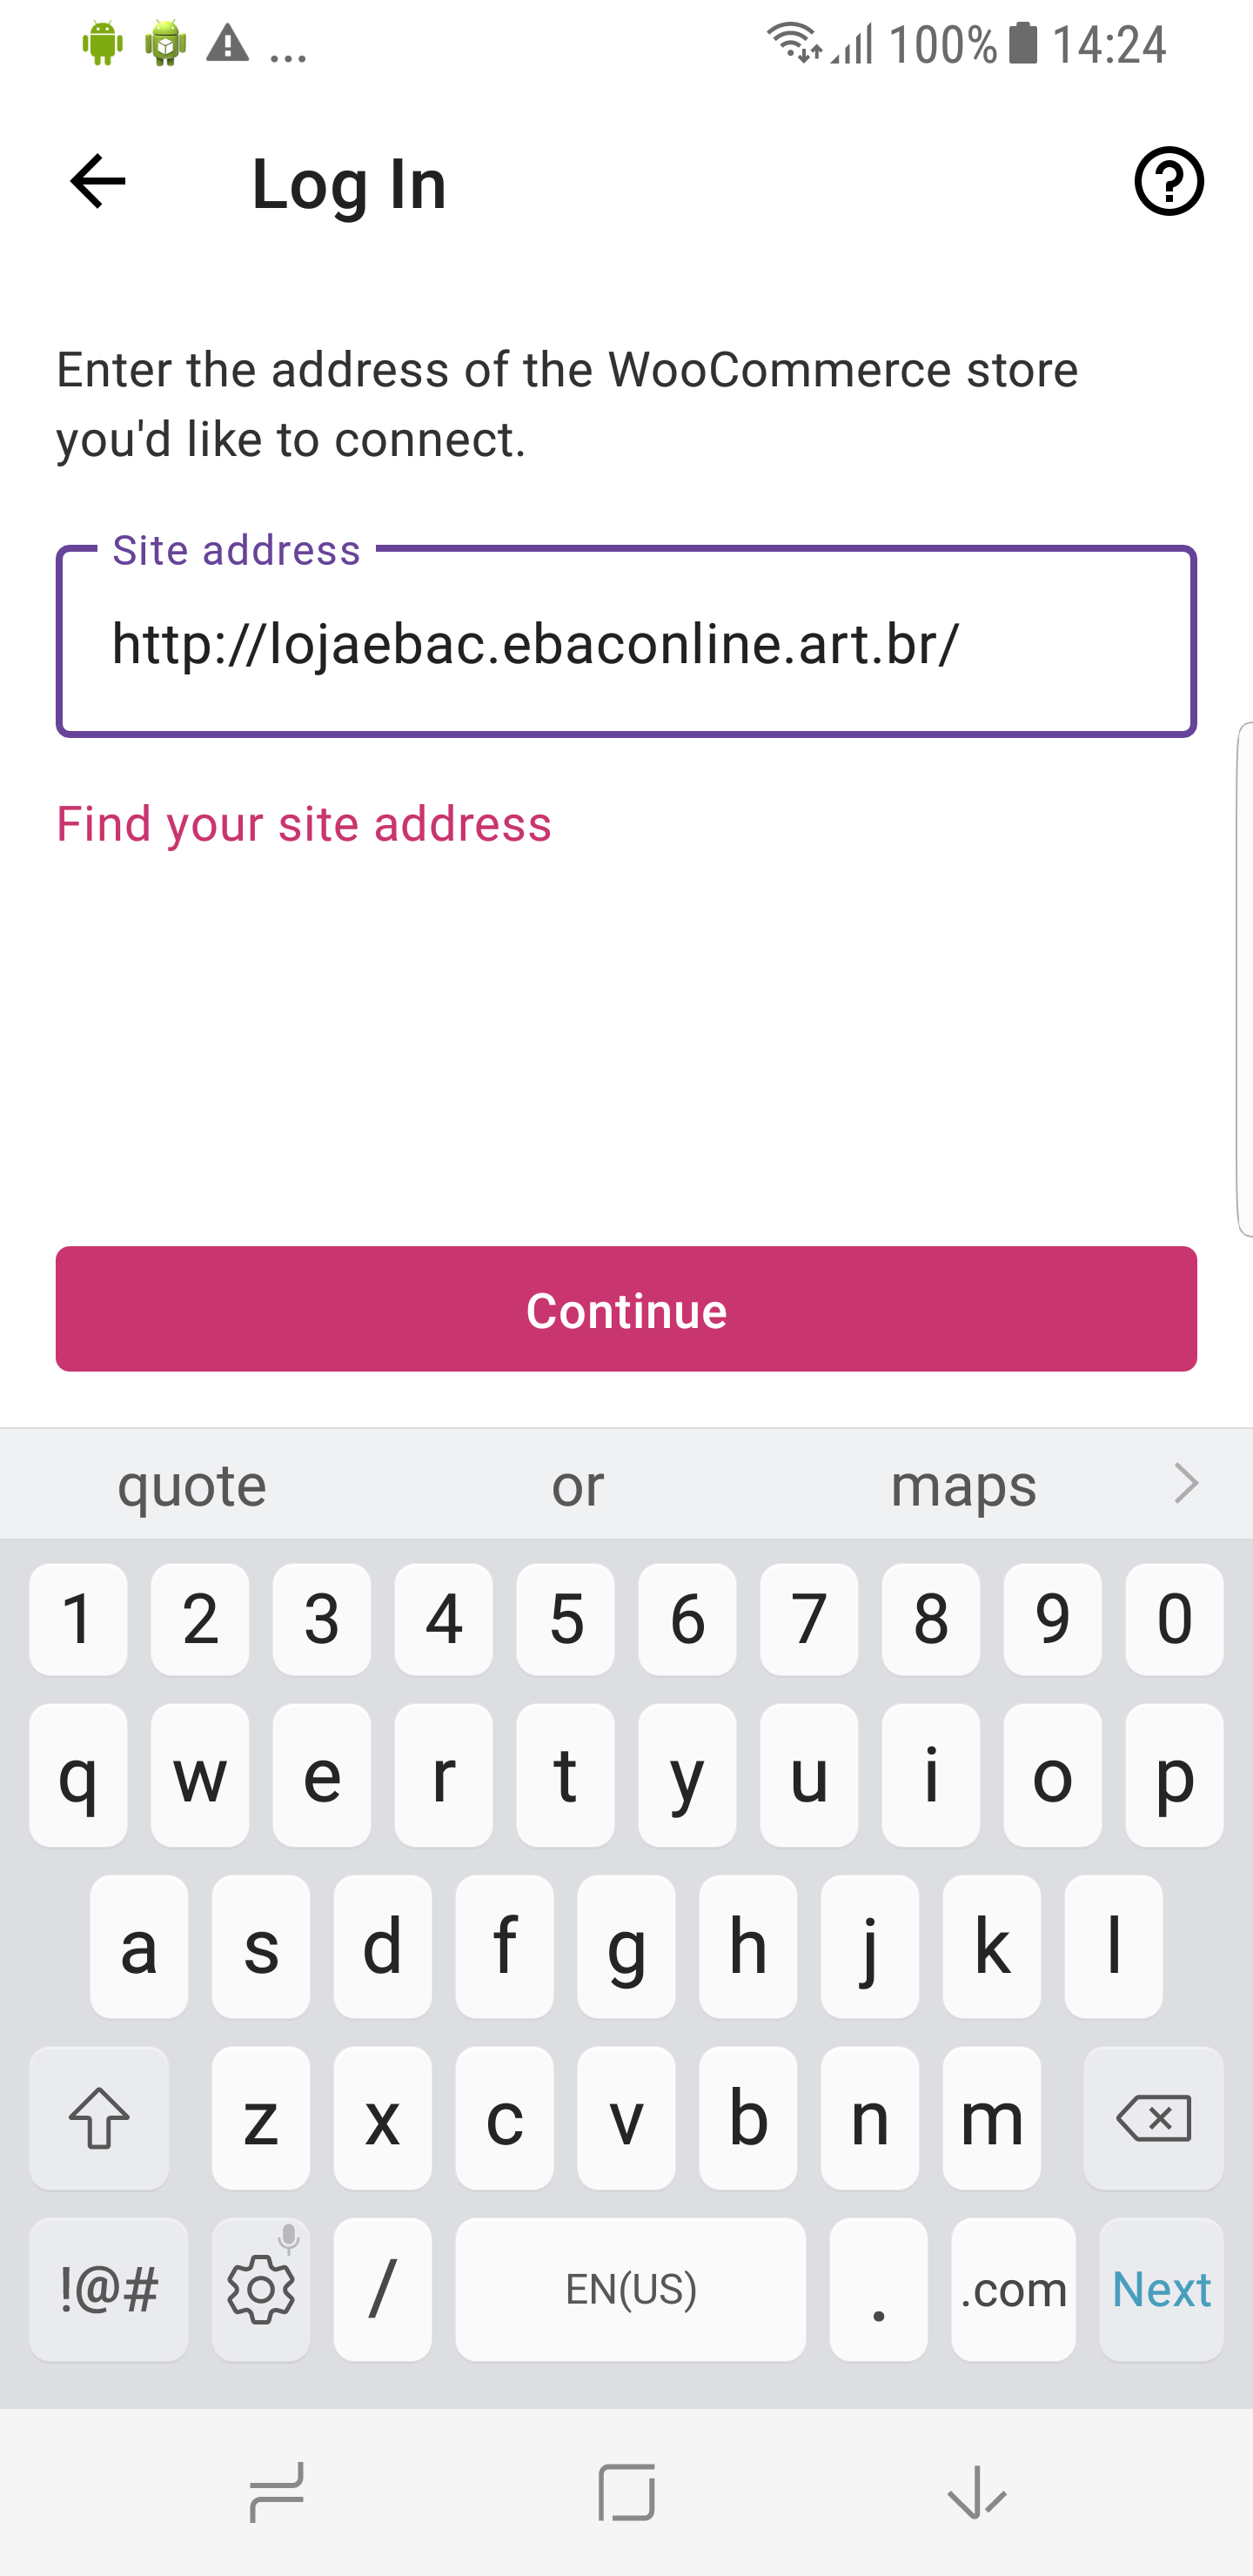 ... 100% 14:24
Log In
Enter the address of the WooCommerce store
you'd like to connect.
Site address
http://lojaebac.ebaconline.art.br/
Find your site address
Continue
quote or maps
1 2 3 4 5 6 7 8 9 0
q w e r t y u i o p
a s d f g h j k l
z x c v b n m
!@# / EN(US) . .com Next